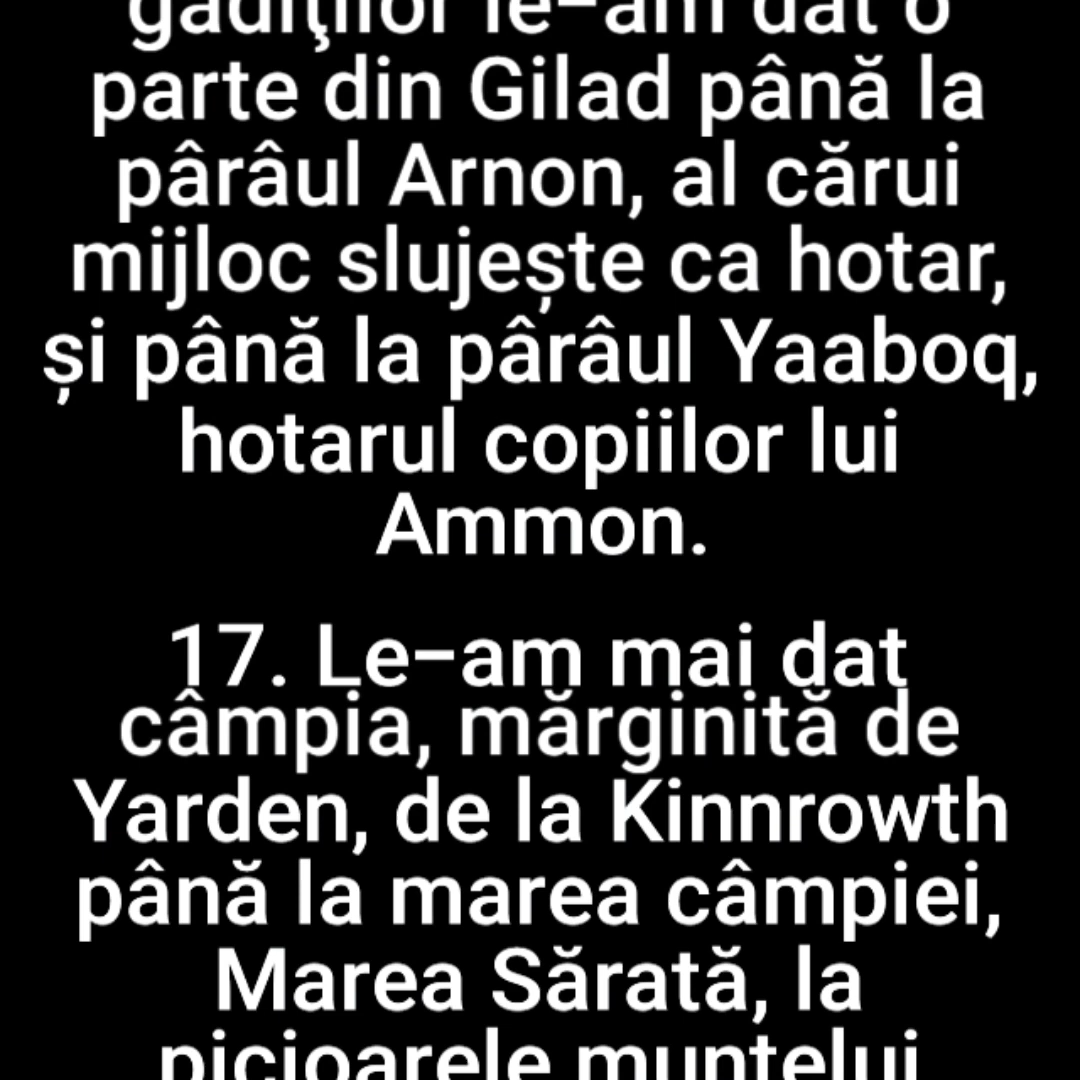 gadiţilor le–am dat o
parte din Gilad până la
pârâul Arnon, al cărui
mijloc slujește ca hotar,
și până la pârâul Yaaboq,
hotarul copiilor lui
Ammon.
17. Le–am mai dat
câmpia, mărginită de
Yarden, de la Kinnrowth
până la marea câmpiei,
Marea Sărată, la
picioarele muntelui